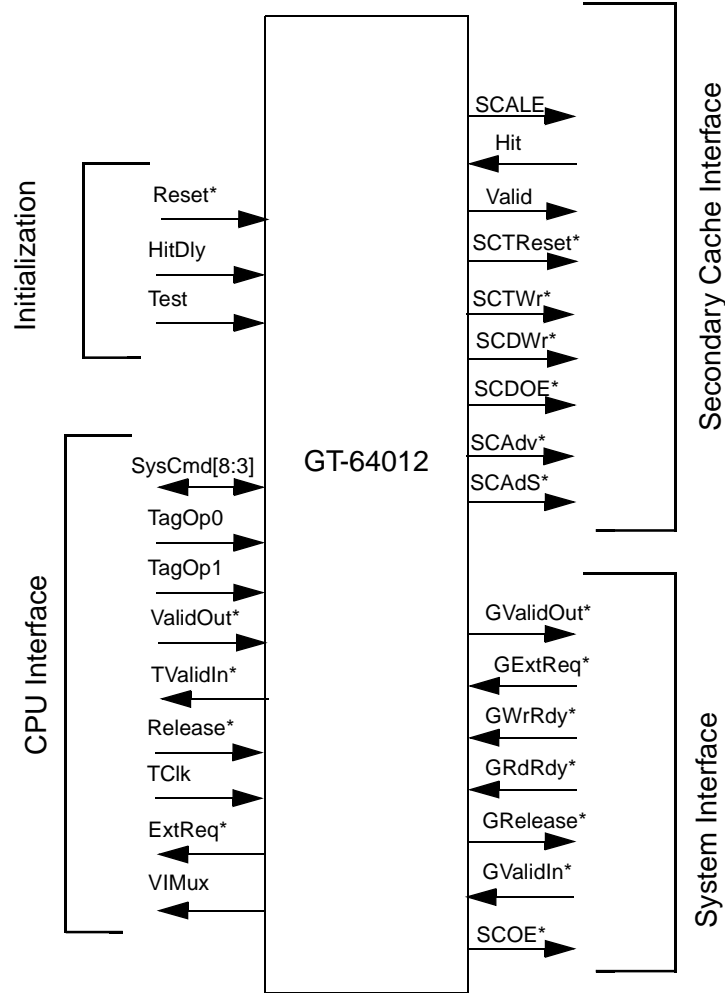 Initialization
Reset*
HitDly
Test
CPU Interface
SysCmd[8:3]
TagOp0
TagOp1
ValidOut*
TValidIn*
Release*
TClk
ExtReq*
VIMux
GT-64012
SCALE
Hit
Valid
SCTReset*
SCTWr*
SCDWr*
SCDOE*
SCAdv*
SCAdS*
Secondary Cache Interface
GValidOut*
GExtReq*
GWrRdy*
GRdRdy*
GRelease*
GValidIn*
SCOE*
System Interface